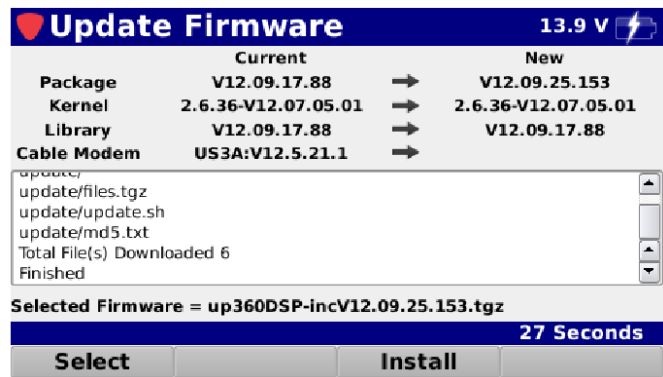 Update Firmware 13.9 V
Current New
Package V12.09.17.88 V12.09.25.153
Kernel 2.6.36-V12.07.05.01 2.6.36-V12.07.05.01
Library V12.09.17.88 V12.09.17.88
Cable Modem US3A:V12.5.21.1
update/
update/files.tgz
update/update.sh
update/md5.txt
Total File(s) Downloaded 6
Finished
Selected Firmware = up360DSP-incV12.09.25.153.tgz
27 Seconds
Select Install